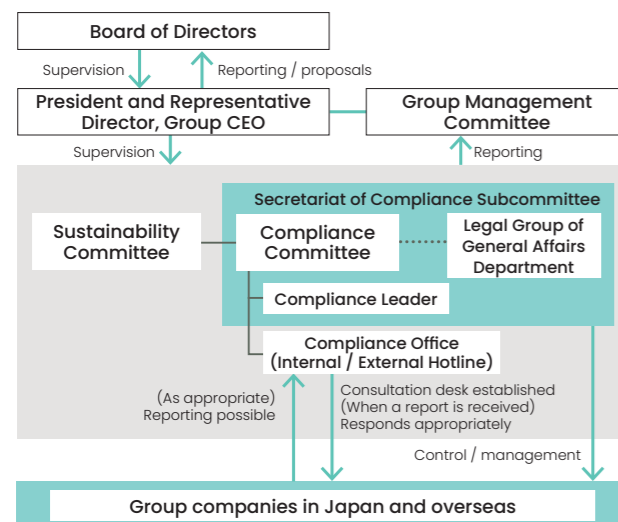 Board of Directors
Supervision
Reporting / proposals
President and Representative
Director, Group CEO
Group Management
Committee
Supervision
Reporting
Secretariat of Compliance Subcommittee
Sustainability
Committee
Compliance
Committee
Legal Group of
General Affairs
Department
Compliance Leader
Compliance Office
(Internal / External Hotline)
(As appropriate)
Reporting possible
Consultation desk established
(When a report is received)
Responds appropriately
Control / management
Group companies in Japan and overseas